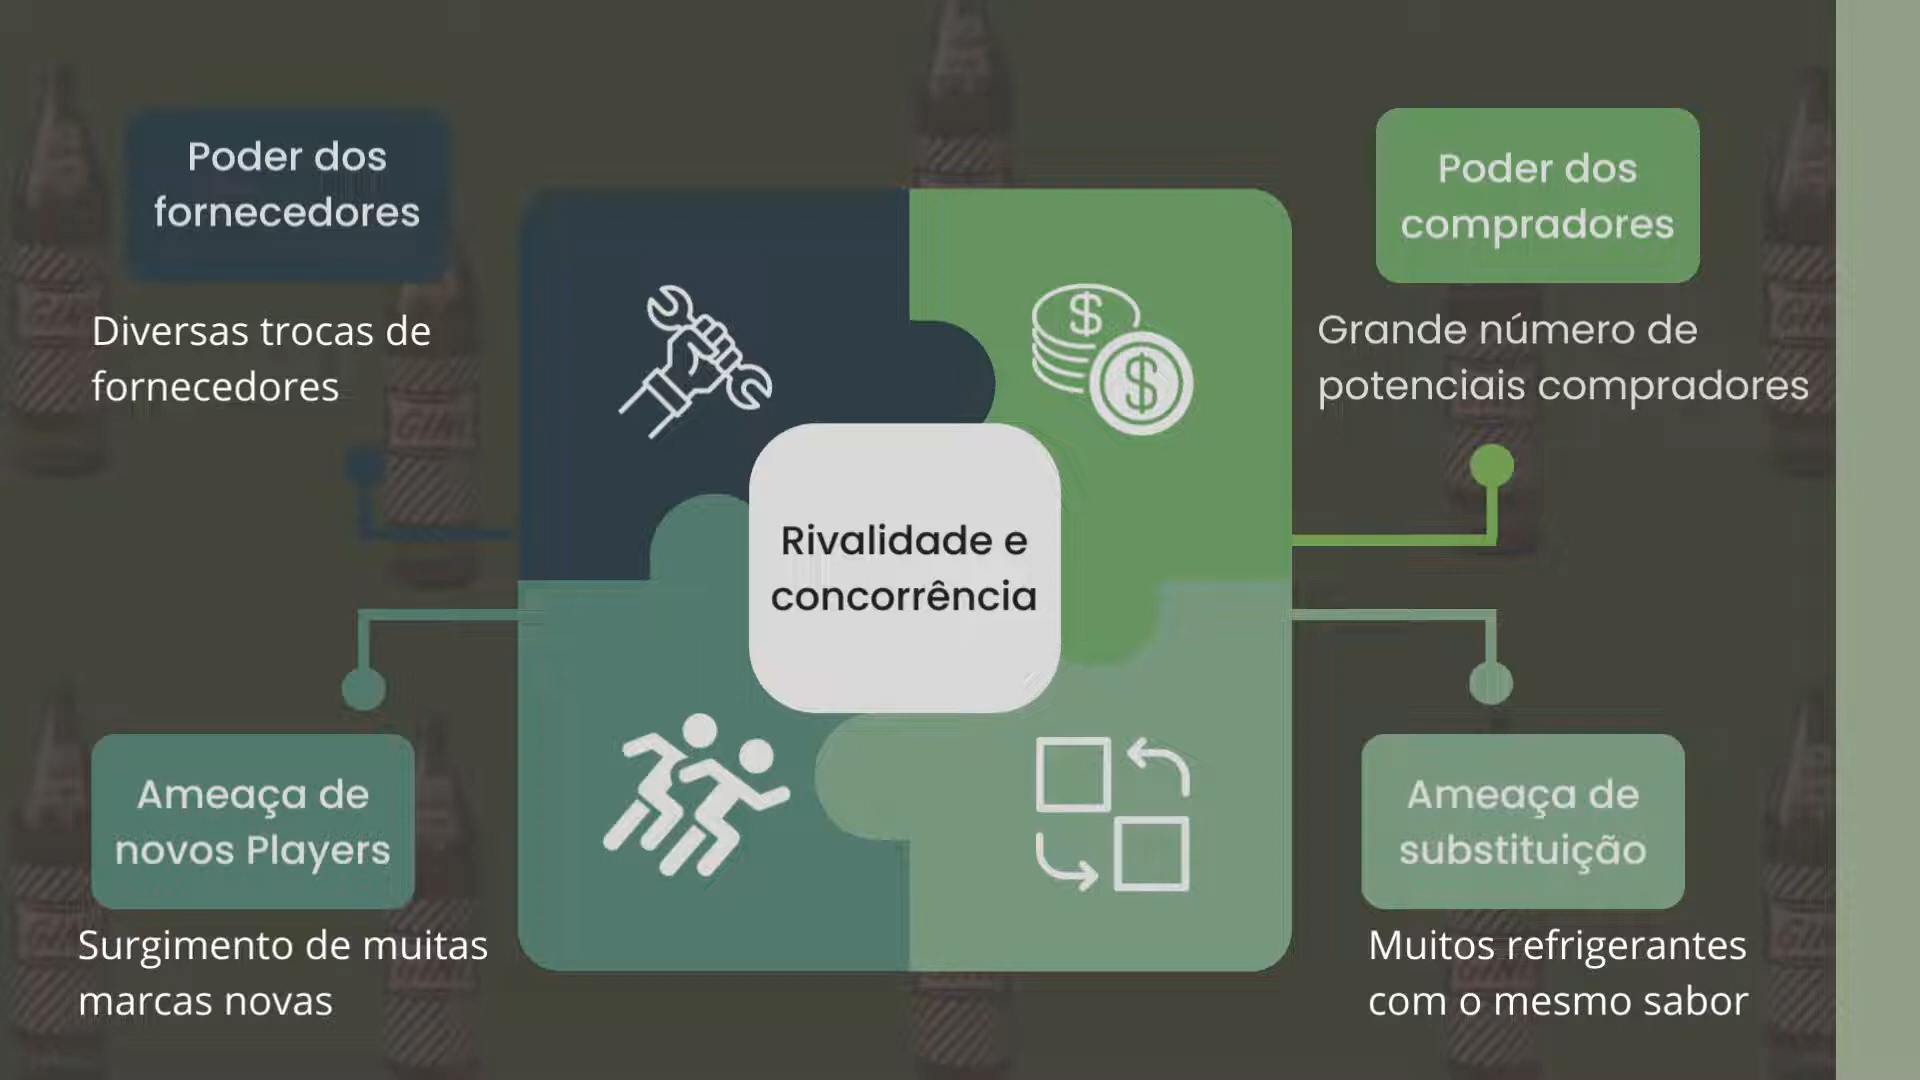 Poder dos
fornecedores
Diversas trocas de
fornecedores
Poder dos
compradores
Grande número de
potenciais compradores
Rivalidade e
concorrência
Ameaça de
novos Players
Surgimento de muitas
marcas novas
Ameaça de
substituição
Muitos refrigerantes
com o mesmo sabor